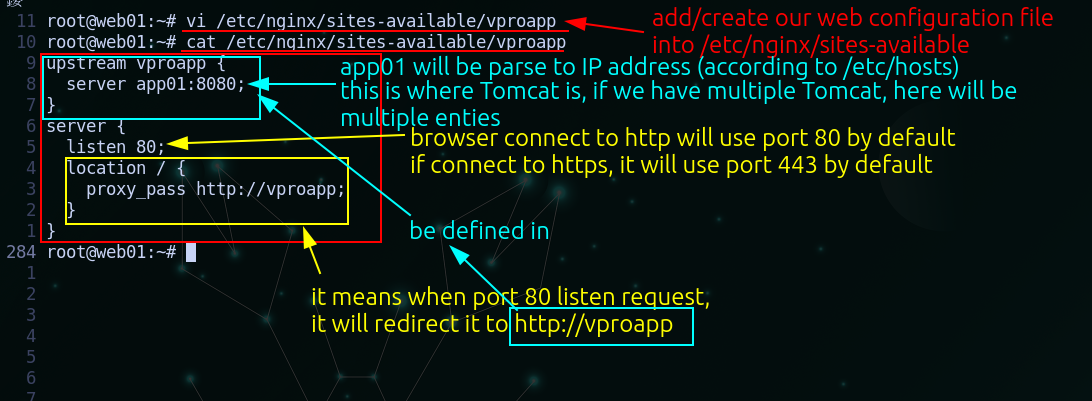 11 root@web01:~# vi /etc/nginx/sites-available/vproapp
add/create our web configuration file
into /etc/nginx/sites-available
10 root@web01:~# cat /etc/nginx/sites-available/vproapp
9 upstream vproapp {
8 server app01:8080;
7 }
app01 will be parse to IP address (according to /etc/hosts)
this is where Tomcat is, if we have multiple Tomcat, here will be
multiple enties
6 server {
5 listen 80;
browser connect to http will use port 80 by default
if connect to https, it will use port 443 by default
4 location / {
3 proxy_pass http://vproapp;
2 }
1 }
be defined in
284 root@web01:~#
1
2
3
4
5
6
7
it means when port 80 listen request,
it will redirect it to http://vproapp